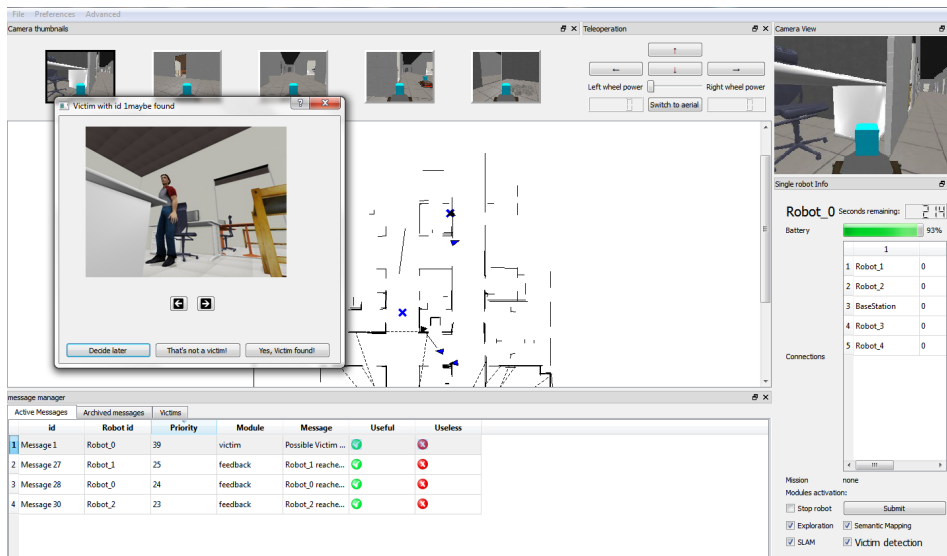 File Preferences Advanced
Camera thumbnails
Teleoperation
Camera View
Left wheel power
Right wheel power
Switch to aerial
Victim with id 1maybe found
Decide later
That's not a victim!
Yes, Victim found!
Single robot Info
Robot_0 Seconds remaining: 214
Battery 93%
1
1 Robot_1 0
2 Robot_2 0
3 BaseStation 0
4 Robot_3 0
5 Robot_4 0
Connections
Mission none
Modules activation:
Stop robot Submit
Exploration Semantic Mapping
SLAM Victim detection
message manager
Active Messages Archived messages Victims
id Robot id Priority Module Message Useful Useless
1 Message 1 Robot_0 39 victim Possible Victim ...
2 Message 27 Robot_1 25 feedback Robot_1 reache...
3 Message 28 Robot_0 24 feedback Robot_0 reache...
4 Message 30 Robot_2 23 feedback Robot_2 reache...